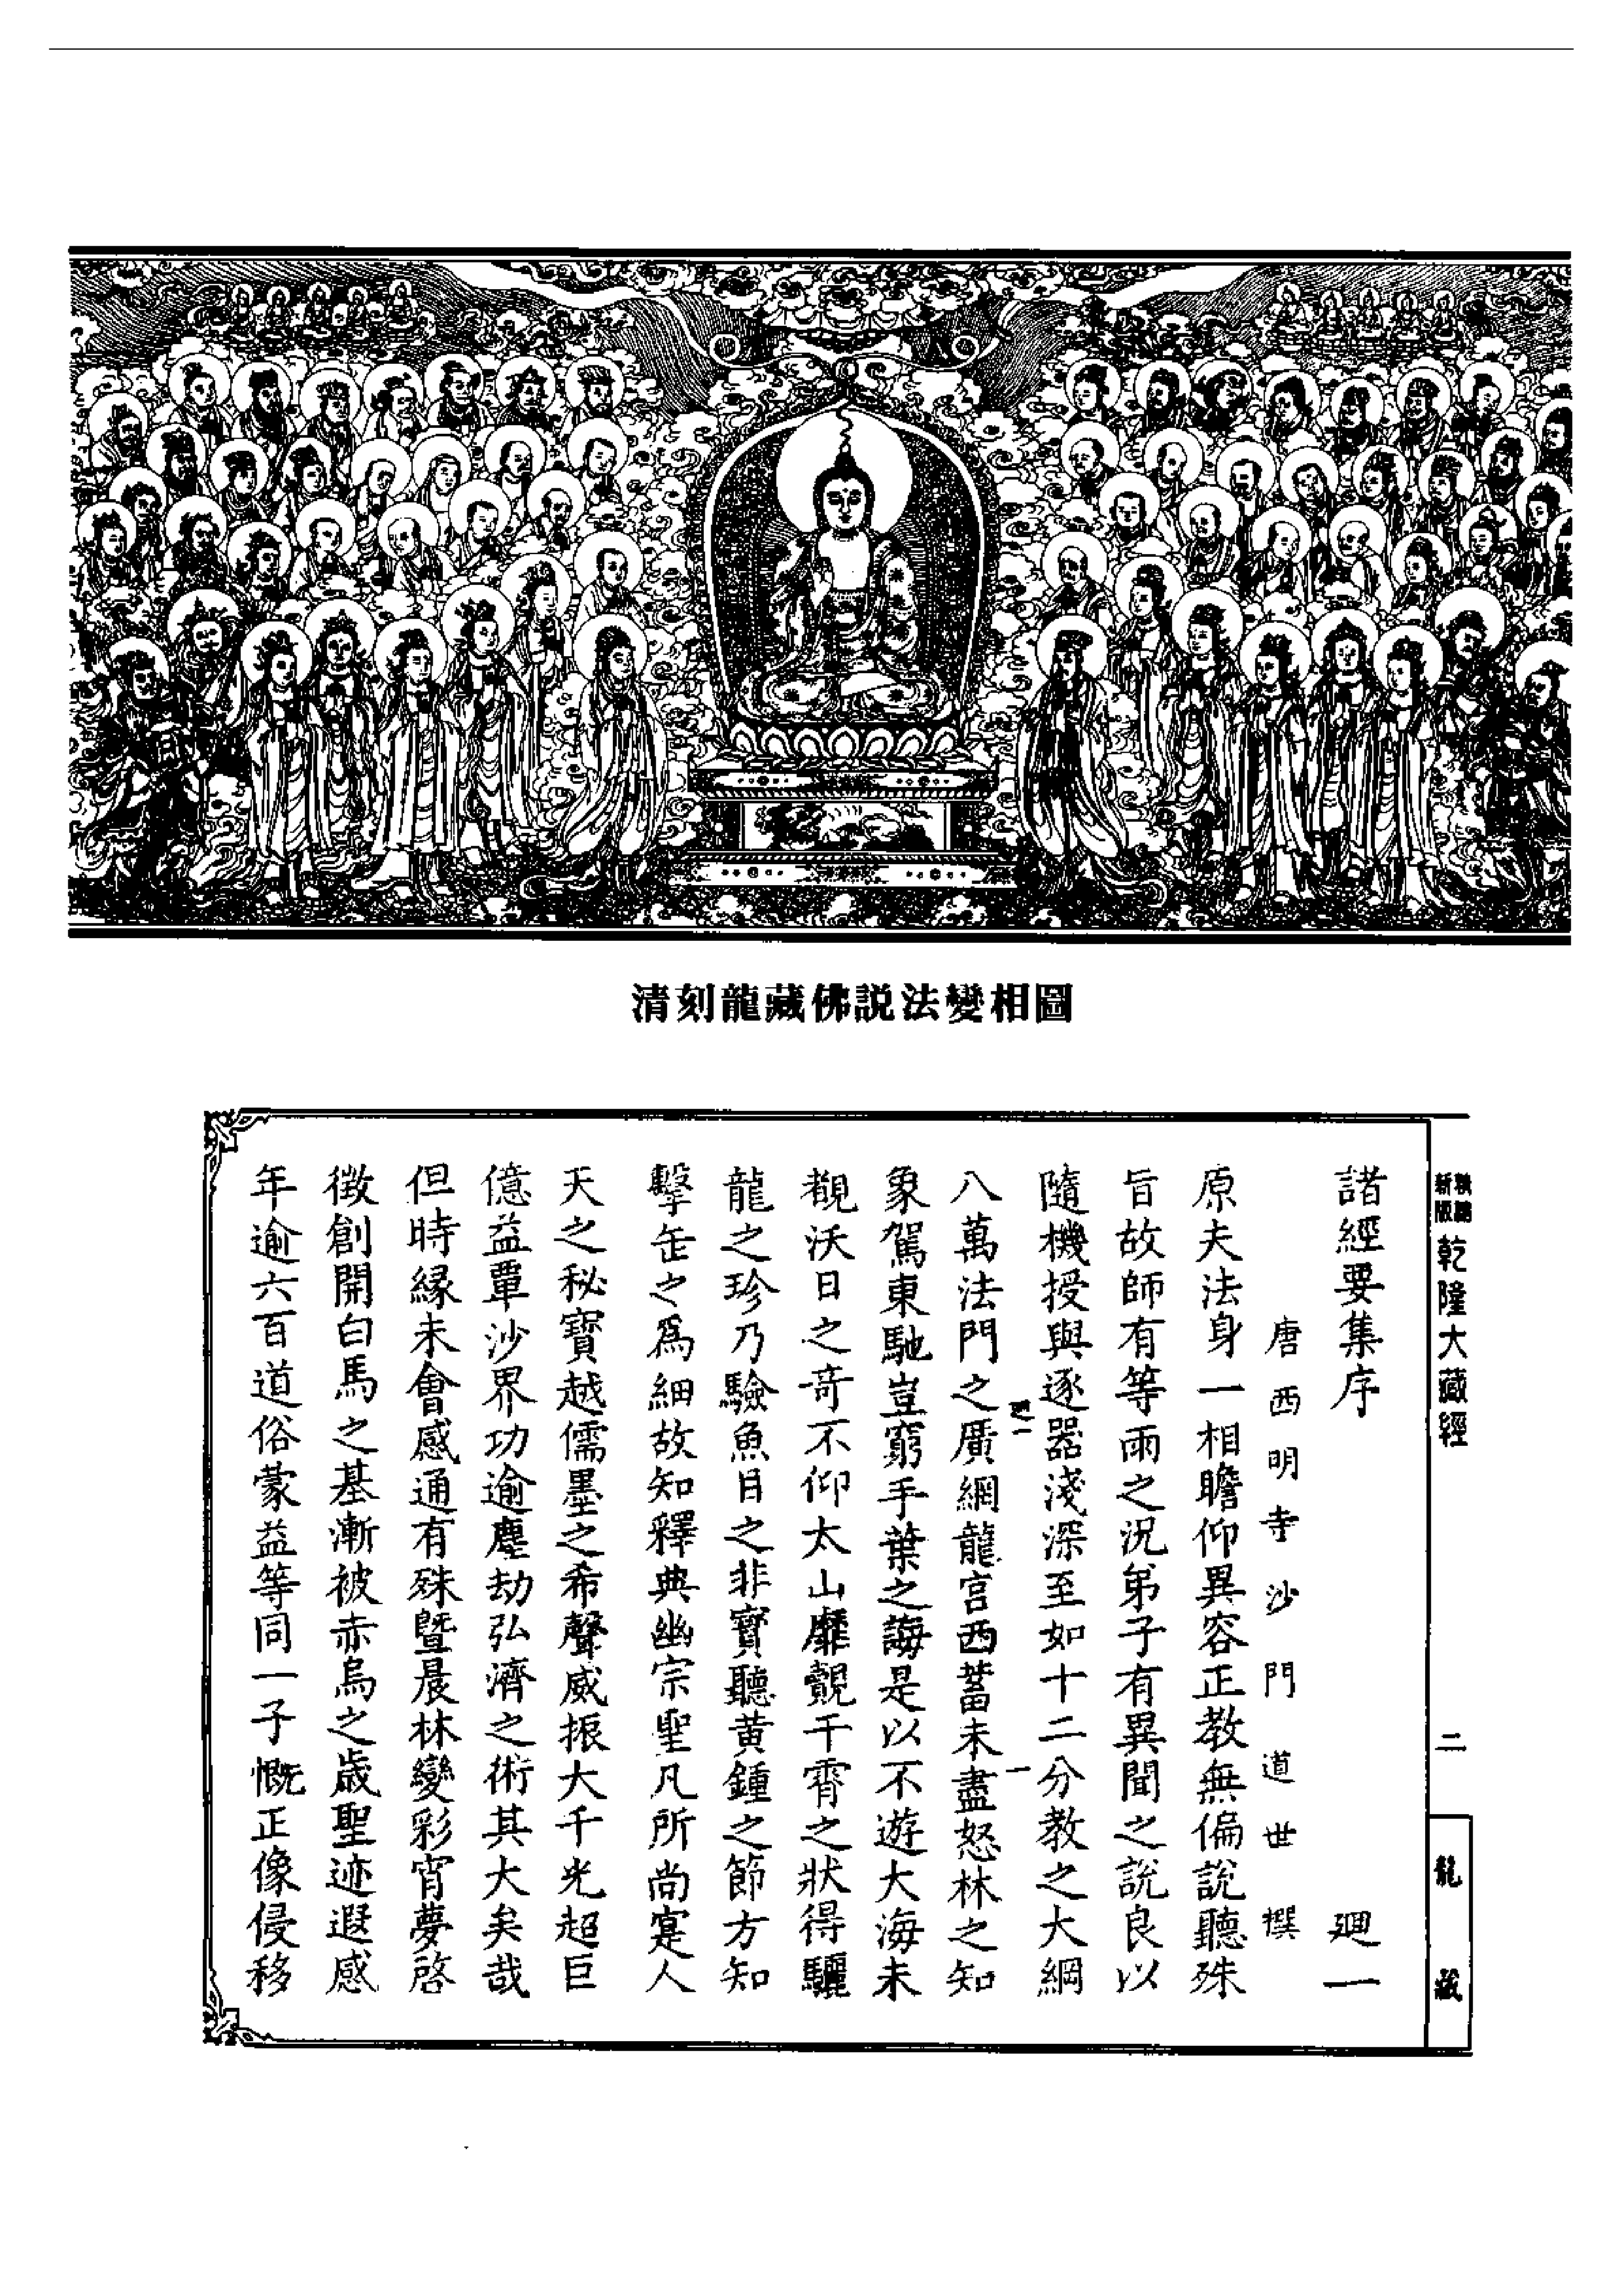 清刻龍藏佛説法變相圖
新版
乾隆大藏經
二
龍藏
諸經要集序 廻一
唐西明寺沙門道世撰
原夫法身一相瞻仰異容正教無偏說聽殊
旨故師有等雨之況弟子有異聞之說良以
隨機授與逐器淺深至如十二分教之大綱
一
八萬法門之廣網龍宮西蓄未盡怒林之知
象駕東馳豈窮手葉之誨是以不遊大海未
觀沃日之奇不仰太山靡覿干霄之狀得驪
龍之珍乃驗魚目之非寶聽黃鍾之節方知
擊缶之爲細故知釋典幽宗聖凡所尚寔人
天之秘寶越儒墨之希聲威振大千光超巨
億益覃沙界功逾塵劫弘濟之術其大矣哉
但時緣未會感通有殊曁晨林變彩宵夢啓
徴創開白馬之基漸被赤烏之歲聖迹遐感
年逾六百道俗蒙益等同一子慨正像侵移